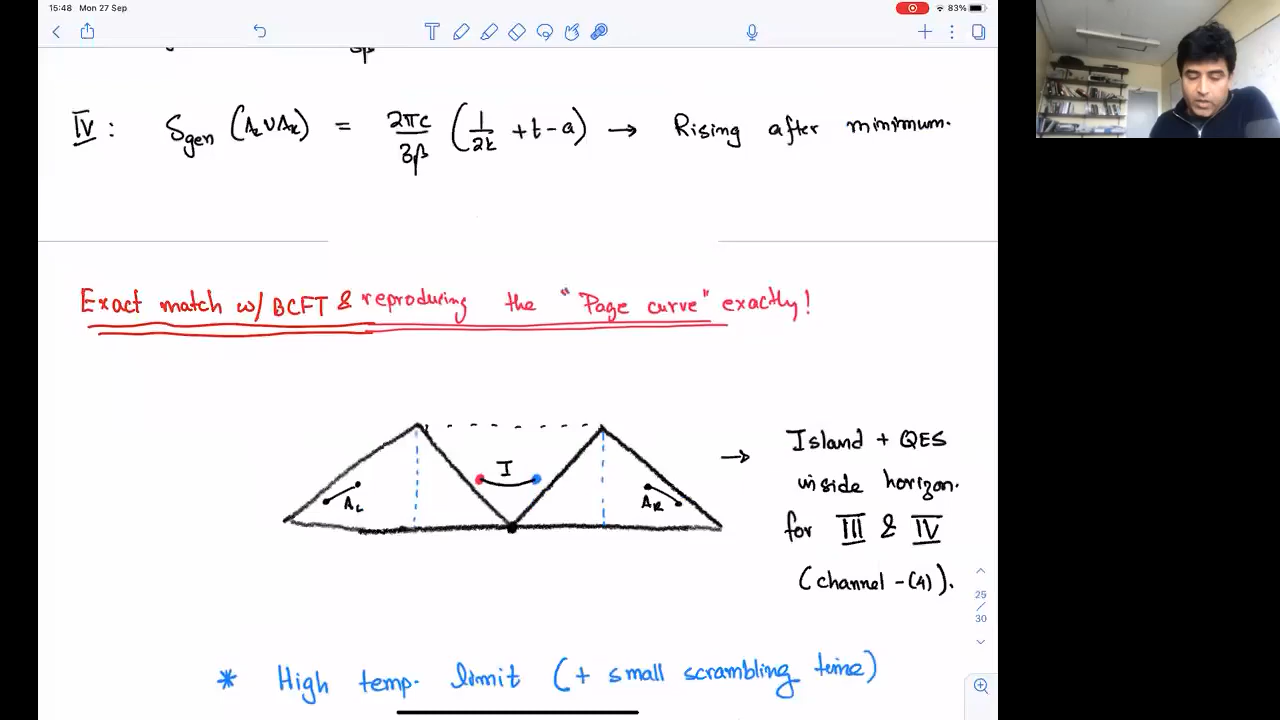 15:48 Mon 27 Sep
83%
3β
IV : Sgen (AL∪AR) = 2πc/3β (1/2k + t - a) → Rising after minimum.
Exact match w/ BCFT & reproducing the "Page curve" exactly!
I
AL
AR
→ Island + QES
inside horizon.
for III & IV
(channel -(4)).
25
/
30
* High temp. limit (+ small scrambling time)